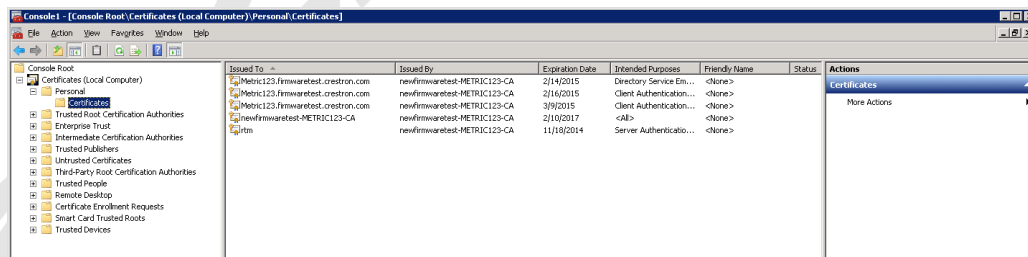 Console1 - [Console Root\Certificates (Local Computer)\Personal\Certificates]
File Action View Favorites Window Help
Console Root
Certificates (Local Computer)
Personal
Certificates
Trusted Root Certification Authorities
Enterprise Trust
Intermediate Certification Authorities
Trusted Publishers
Untrusted Certificates
Third-Party Root Certification Authorities
Trusted People
Remote Desktop
Certificate Enrollment Requests
Smart Card Trusted Roots
Trusted Devices
Issued To Issued By Expiration Date Intended Purposes Friendly Name Status
Metric123.firmwaretest.crestron.com newfirmwaretest-METRIC123-CA 2/14/2015 Directory Service Em... <None>
Metric123.firmwaretest.crestron.com newfirmwaretest-METRIC123-CA 2/16/2015 Client Authentication... <None>
Metric123.firmwaretest.crestron.com newfirmwaretest-METRIC123-CA 3/9/2015 Client Authentication... <None>
newfirmwaretest-METRIC123-CA newfirmwaretest-METRIC123-CA 2/10/2017 <All> <None>
rtm newfirmwaretest-METRIC123-CA 11/18/2014 Server Authenticatio... <None>
Actions
Certificates
More Actions